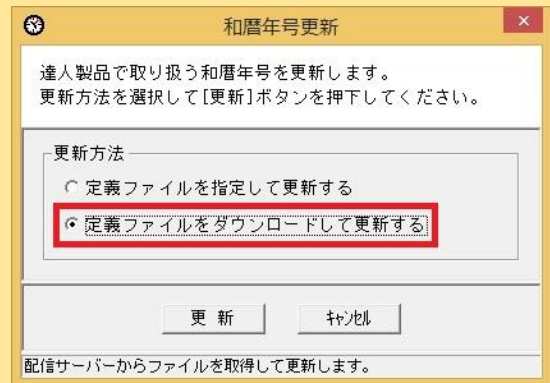 和暦年号更新
達人製品で取り扱う和暦年号を更新します。
更新方法を選択して[更新]ボタンを押下してください。
更新方法
定義ファイルを指定して更新する
定義ファイルをダウンロードして更新する
更 新
ｷｬﾝｾﾙ
配信サーバーからファイルを取得して更新します。